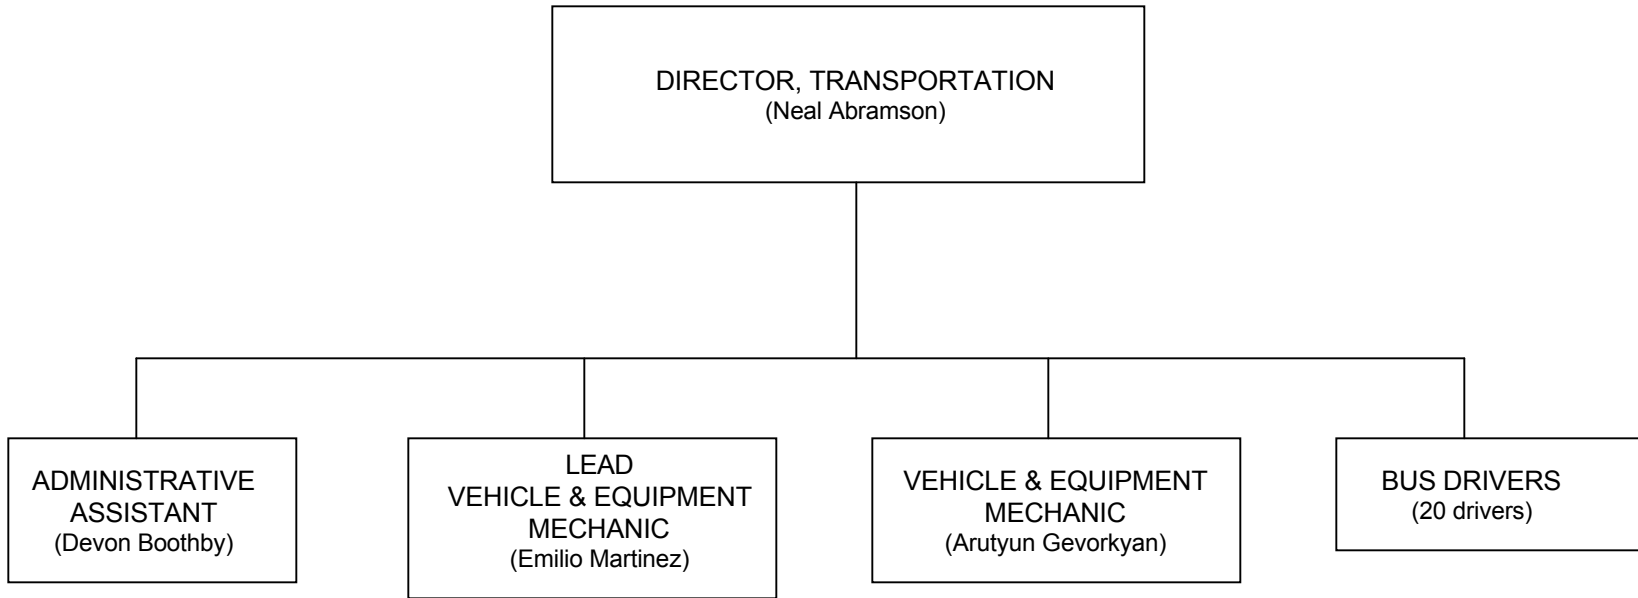 DIRECTOR, TRANSPORTATION
(Neal Abramson)
ADMINISTRATIVE
ASSISTANT
(Devon Boothby)
LEAD
VEHICLE & EQUIPMENT
MECHANIC
(Emilio Martinez)
VEHICLE & EQUIPMENT
MECHANIC
(Arutyun Gevorkyan)
BUS DRIVERS
(20 drivers)